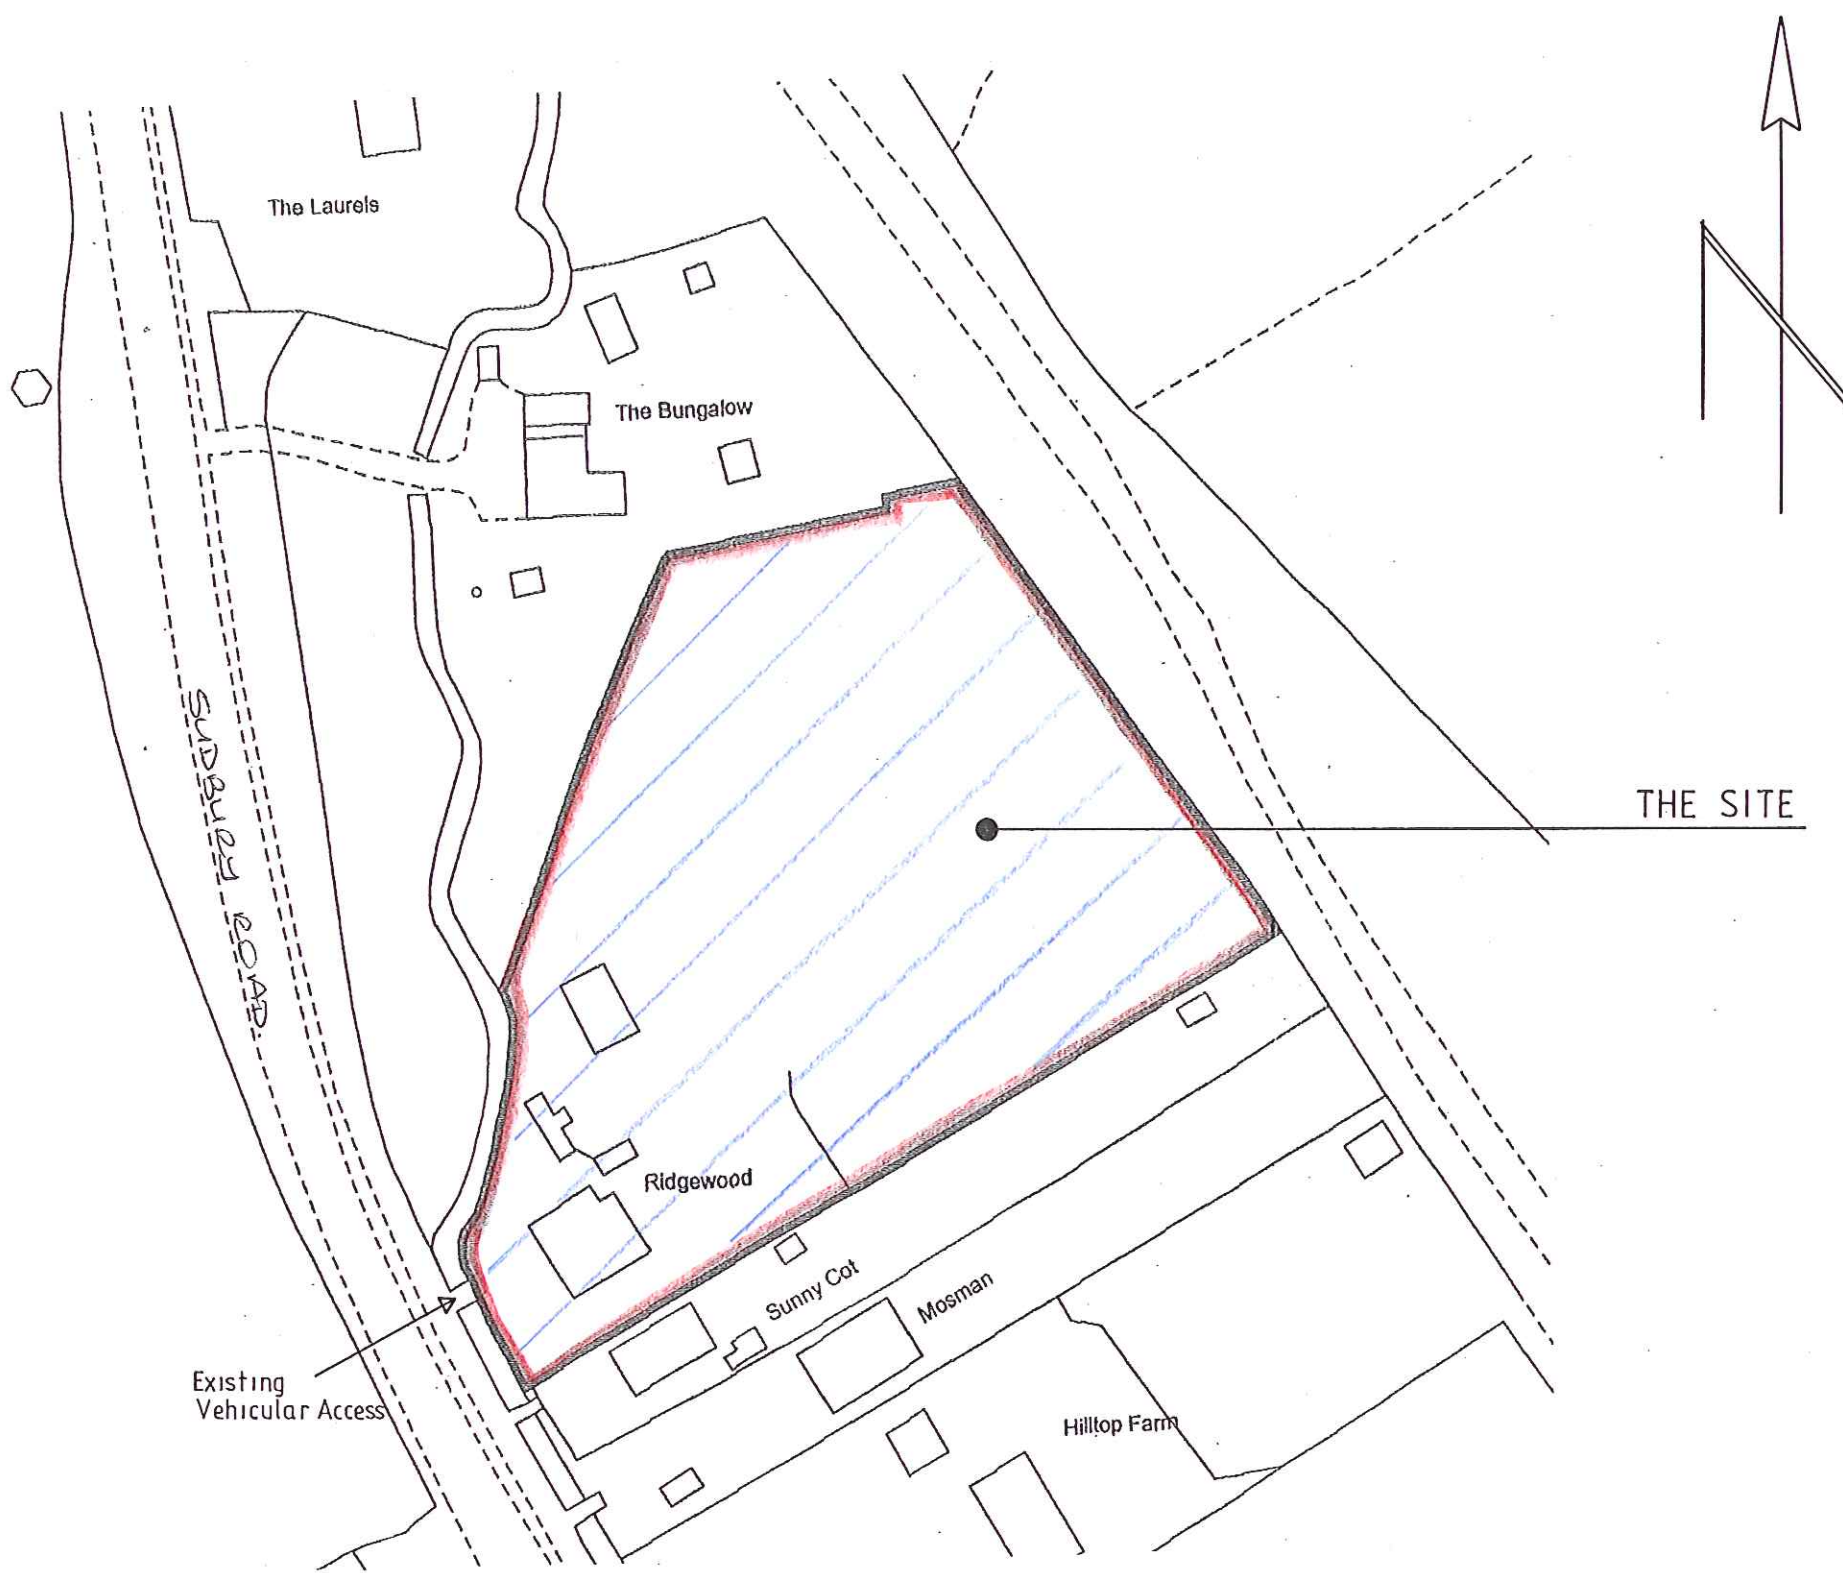 The Laurels
The Bungalow
SUDBURY ROAD
THE SITE
Ridgewood
Sunny Cot
Mosman
Existing
Vehicular Access
Hilltop Farm
N